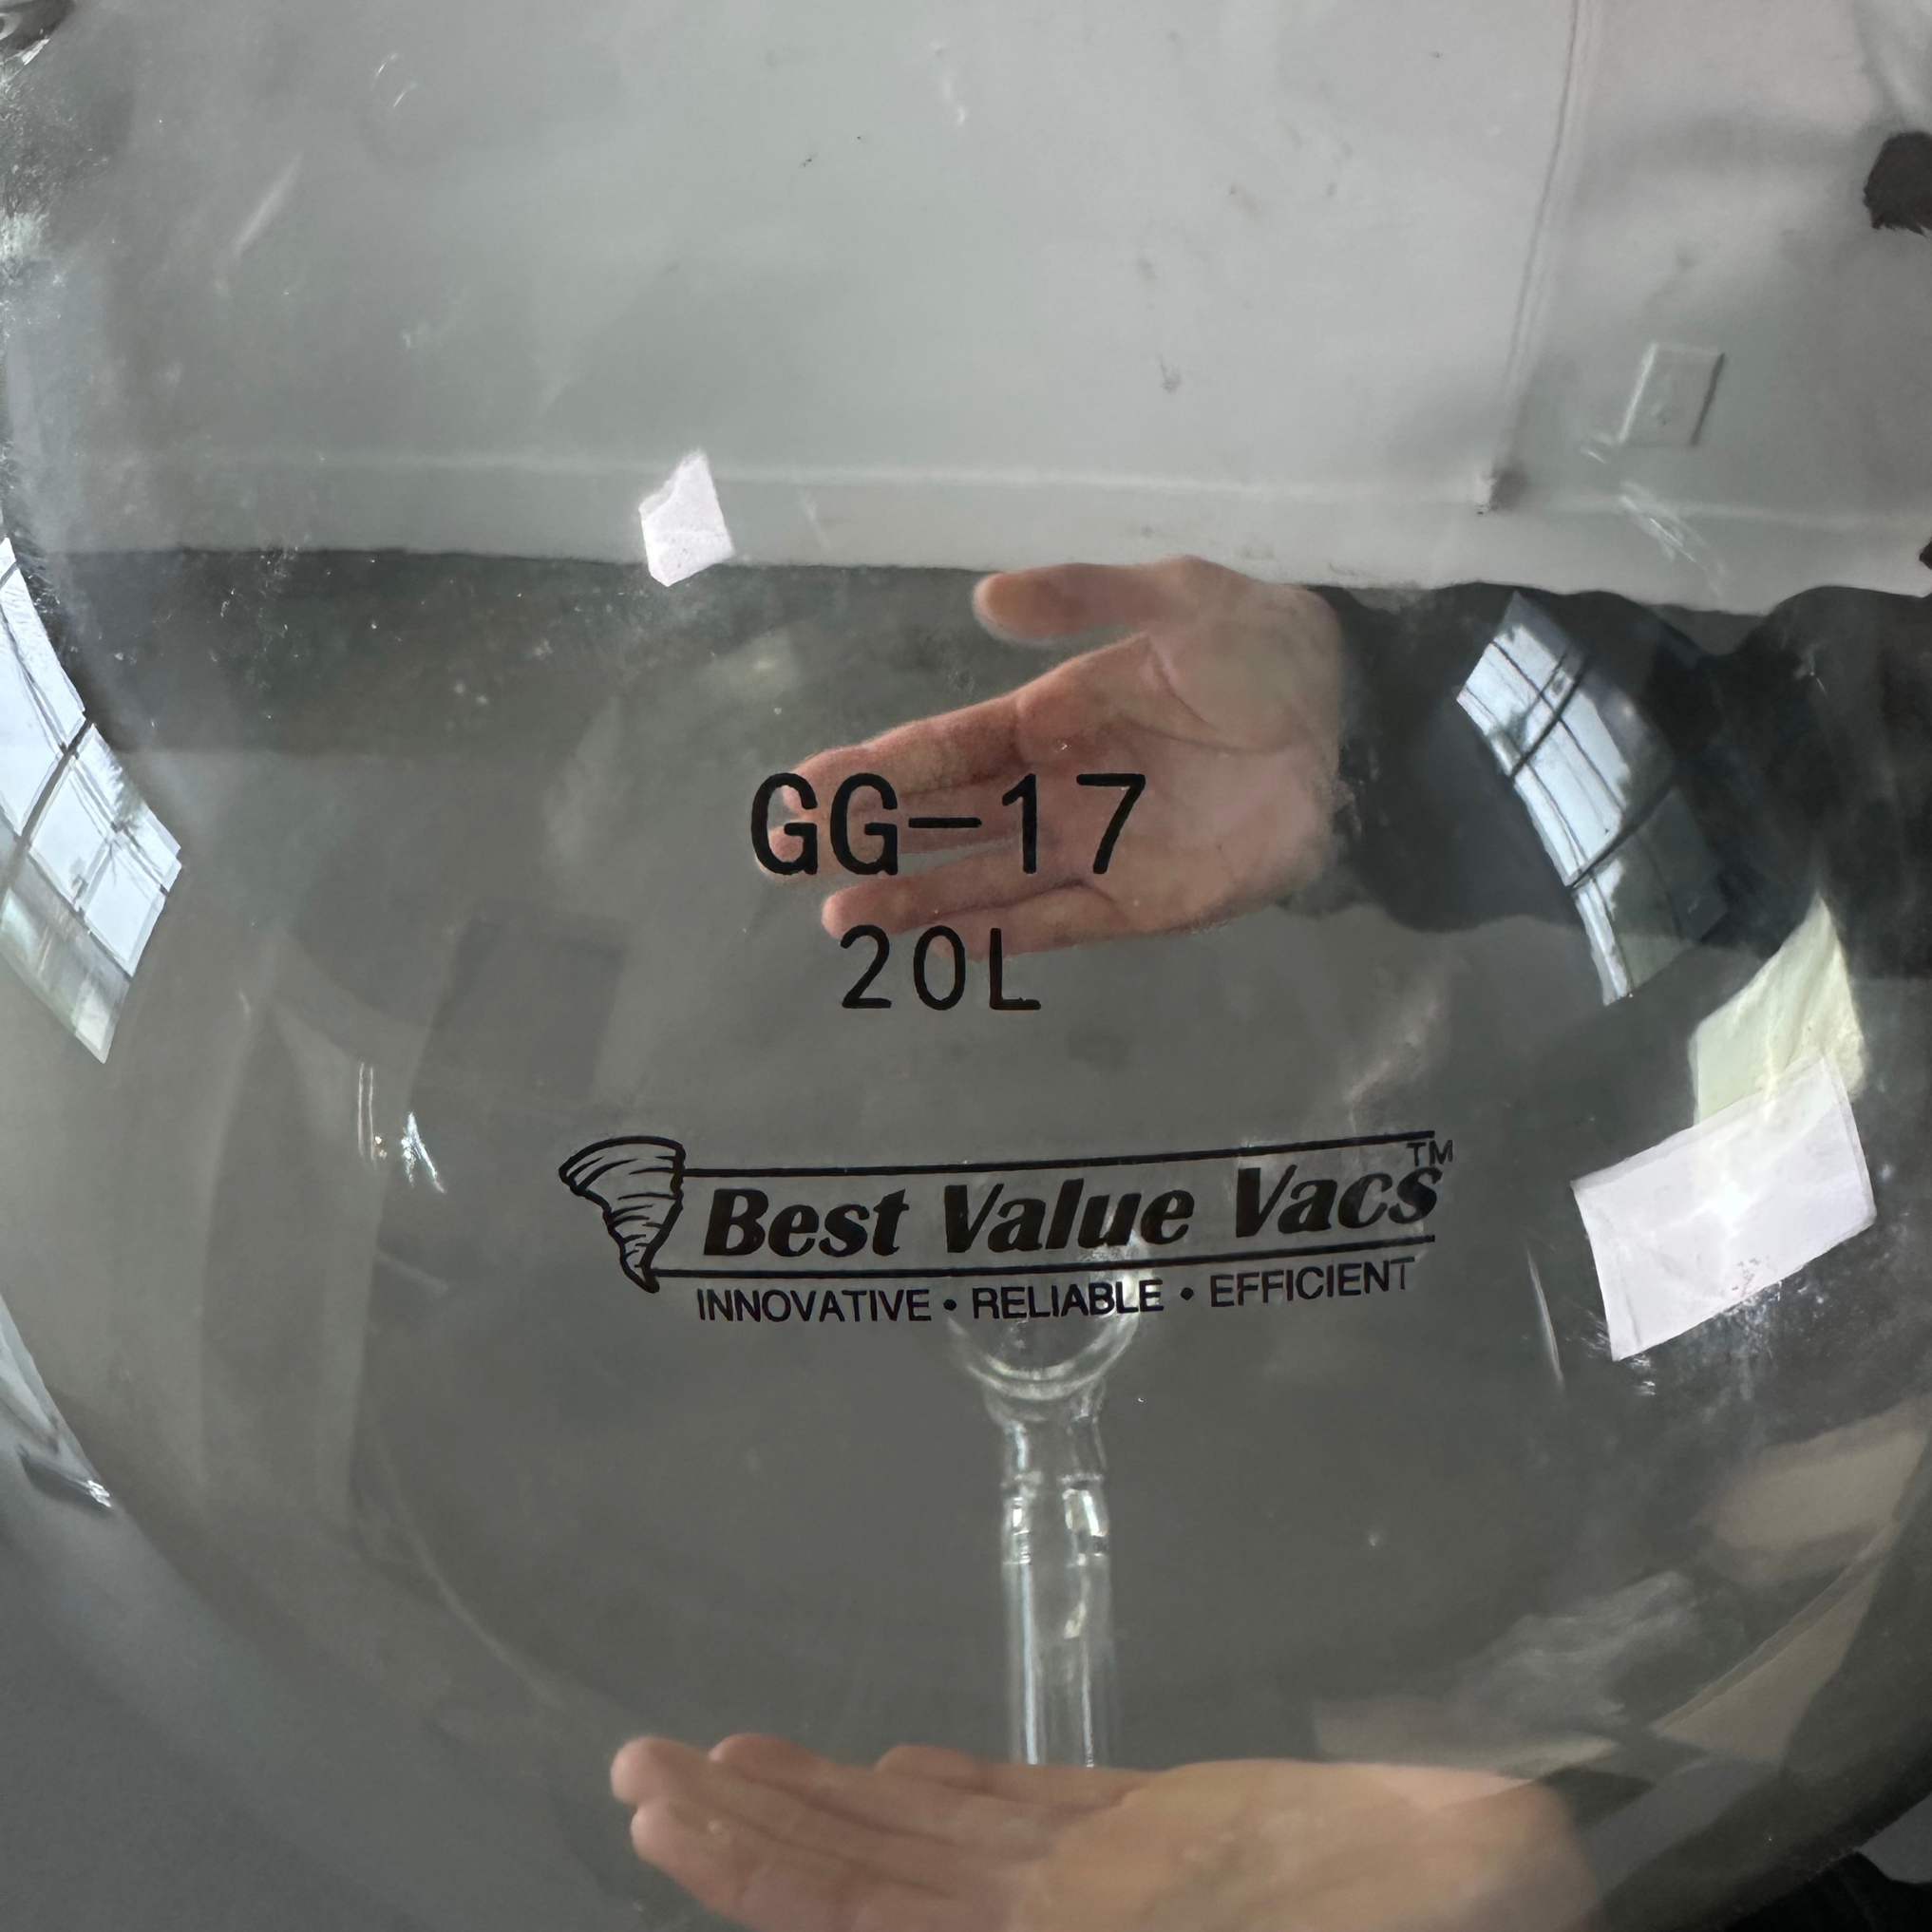 GG-17
20L
Best Value Vacs™
INNOVATIVE • RELIABLE • EFFICIENT